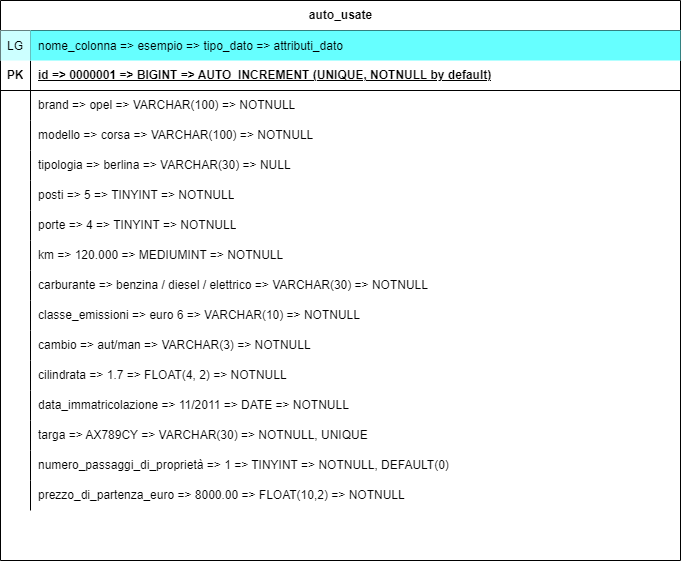 auto_usate
LG nome_colonna => esempio => tipo_dato => attributi_dato
PK id => 0000001 => BIGINT => AUTO_INCREMENT (UNIQUE, NOTNULL by default)
brand => opel => VARCHAR(100) => NOTNULL
modello => corsa => VARCHAR(100) => NOTNULL
tipologia => berlina => VARCHAR(30) => NULL
posti => 5 => TINYINT => NOTNULL
porte => 4 => TINYINT => NOTNULL
km => 120.000 => MEDIUMINT => NOTNULL
carburante => benzina / diesel / elettrico => VARCHAR(30) => NOTNULL
classe_emissioni => euro 6 => VARCHAR(10) => NOTNULL
cambio => aut/man => VARCHAR(3) => NOTNULL
cilindrata => 1.7 => FLOAT(4, 2) => NOTNULL
data_immatricolazione => 11/2011 => DATE => NOTNULL
targa => AX789CY => VARCHAR(30) => NOTNULL, UNIQUE
numero_passaggi_di_proprietà => 1 => TINYINT => NOTNULL, DEFAULT(0)
prezzo_di_partenza_euro => 8000.00 => FLOAT(10,2) => NOTNULL